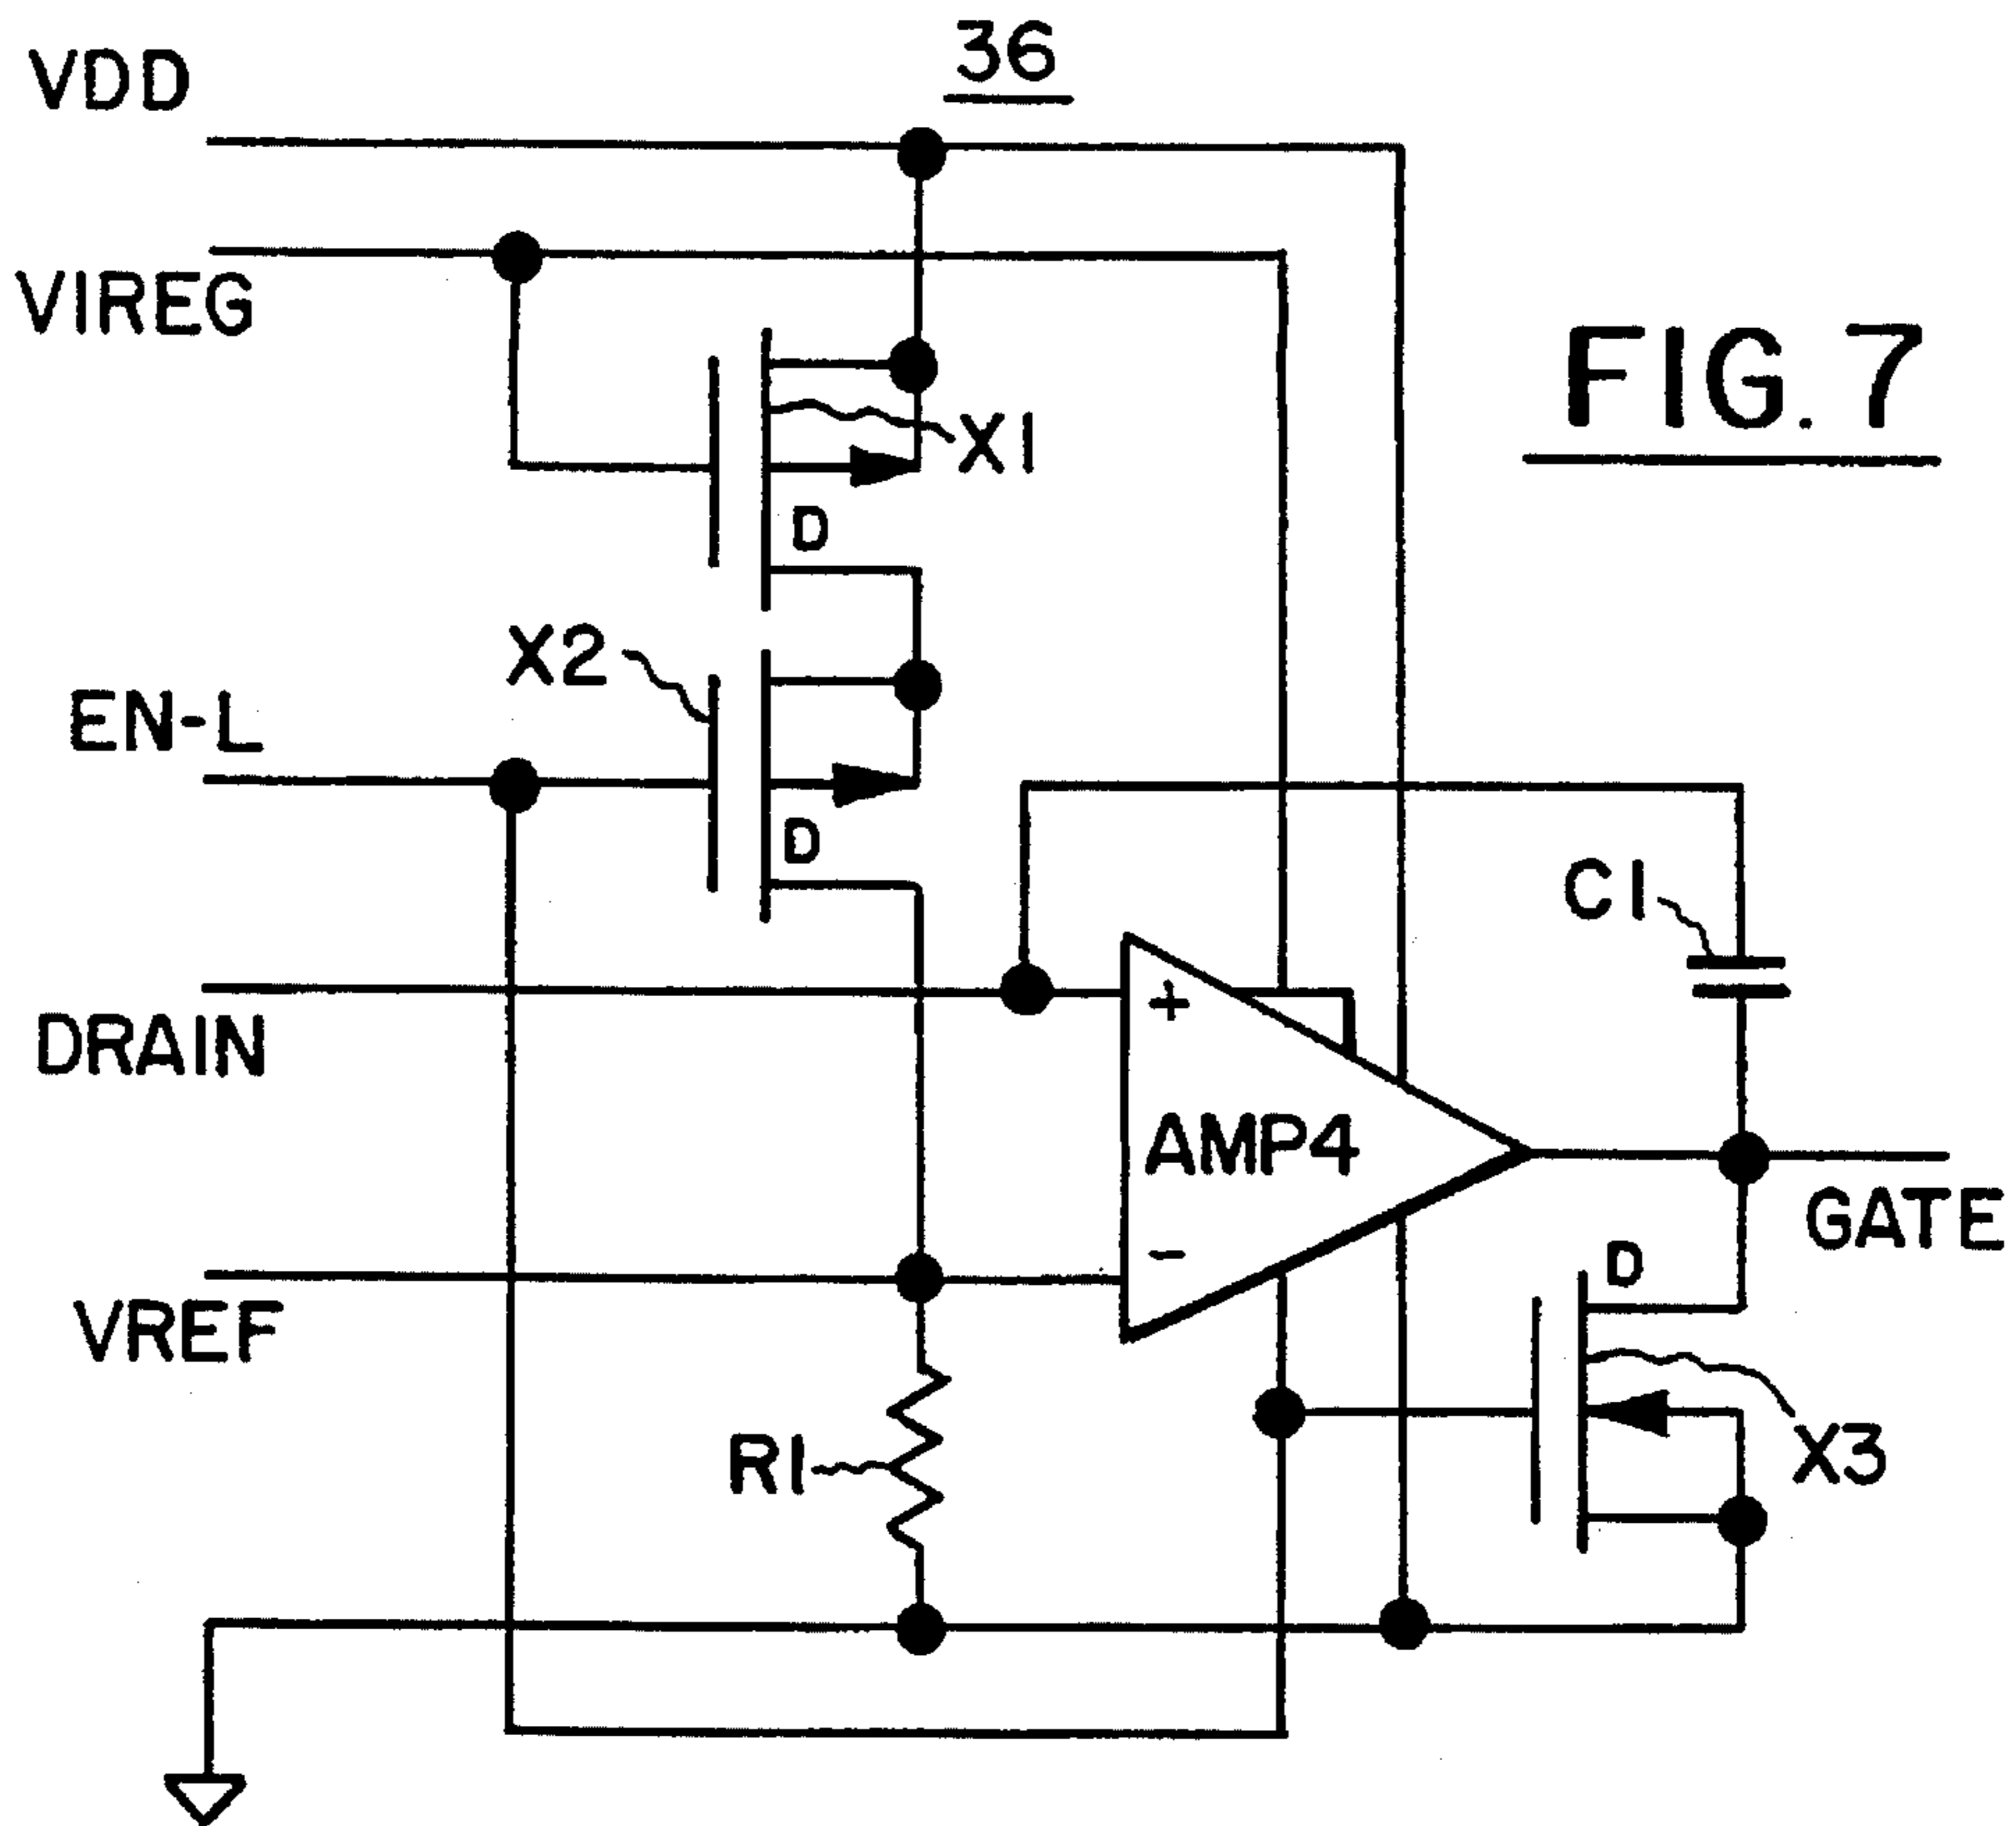 36
VDD
VIREG
FIG. 7
X1
D
X2
EN-L
D
C1
DRAIN
+
AMP4
GATE
-
D
VREF
R1
X3